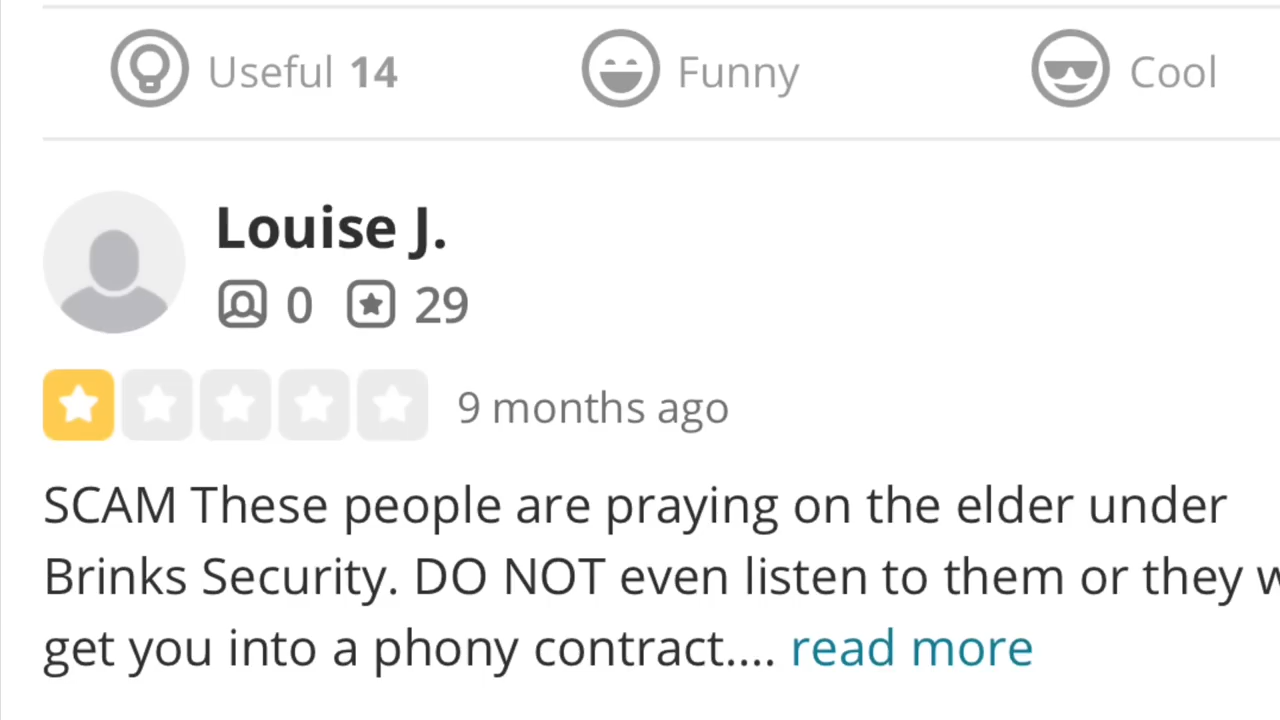 Useful 14 Funny Cool
Louise J.
0 29
9 months ago
SCAM These people are praying on the elder under
Brinks Security. DO NOT even listen to them or they
get you into a phony contract.... read more